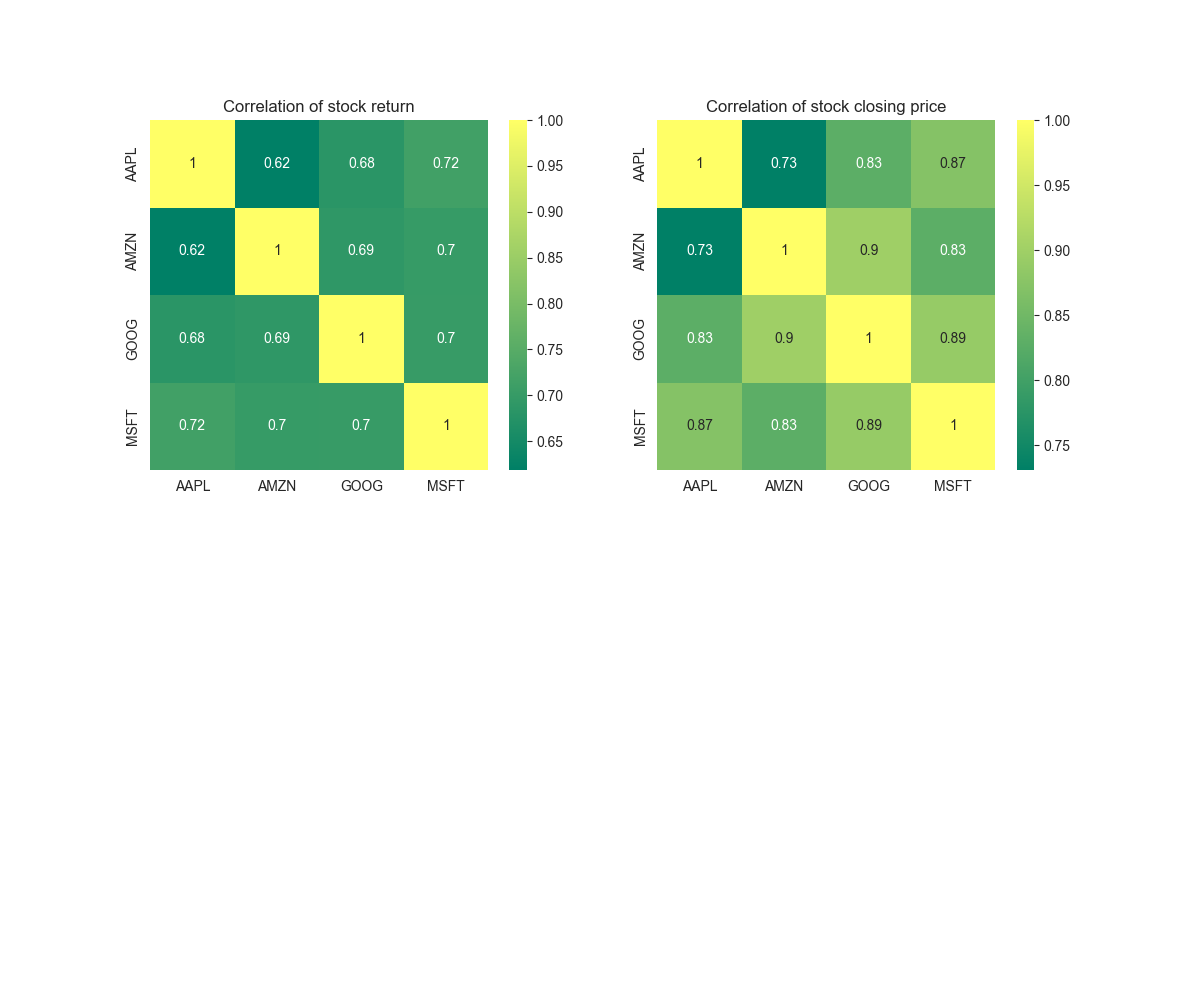 Correlation of stock return
AAPL 1 0.62 0.68 0.72
AMZN 0.62 1 0.69 0.7
GOOG 0.68 0.69 1 0.7
MSFT 0.72 0.7 0.7 1
AAPL AMZN GOOG MSFT
1.00
0.95
0.90
0.85
0.80
0.75
0.70
0.65
Correlation of stock closing price
AAPL 1 0.73 0.83 0.87
AMZN 0.73 1 0.9 0.83
GOOG 0.83 0.9 1 0.89
MSFT 0.87 0.83 0.89 1
AAPL AMZN GOOG MSFT
1.00
0.95
0.90
0.85
0.80
0.75